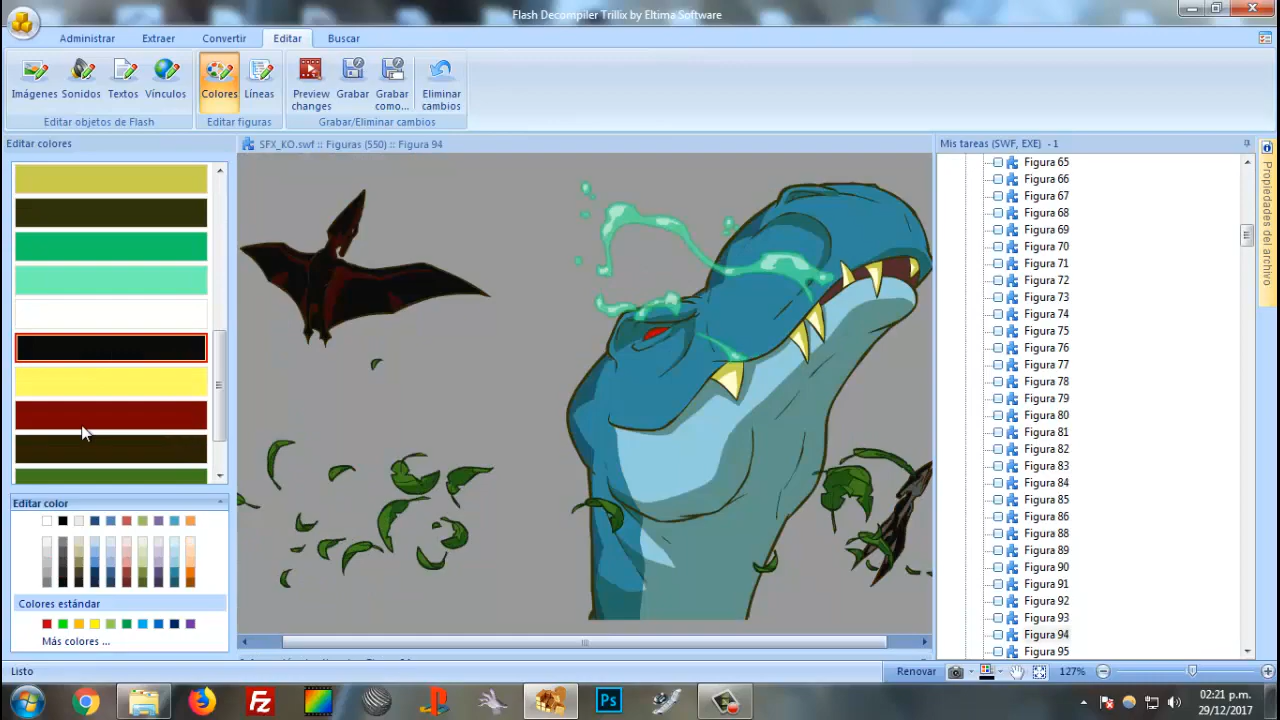 Flash Decompiler Trillix by Eltima Software
Administrar Extraer Convertir Editar Buscar
Imágenes Sonidos Textos Vínculos Colores Líneas Preview changes Grabar Grabar como... Eliminar cambios
Editar objetos de Flash Editar figuras Grabar/Eliminar cambios
Editar colores
SFX_KO.swf :: Figuras (550) :: Figura 94
Mis tareas (SWF, EXE) - 1
Propiedades del archivo
Figura 65
Figura 66
Figura 67
Figura 68
Figura 69
Figura 70
Figura 71
Figura 72
Figura 73
Figura 74
Figura 75
Figura 76
Figura 77
Figura 78
Figura 79
Figura 80
Figura 81
Figura 82
Figura 83
Figura 84
Figura 85
Figura 86
Figura 88
Figura 89
Figura 90
Figura 91
Figura 92
Figura 93
Figura 94
Figura 95
Editar color
Colores estándar
Más colores ...
Listo
Renovar
127%
Ps
02:21 p.m.
29/12/2017